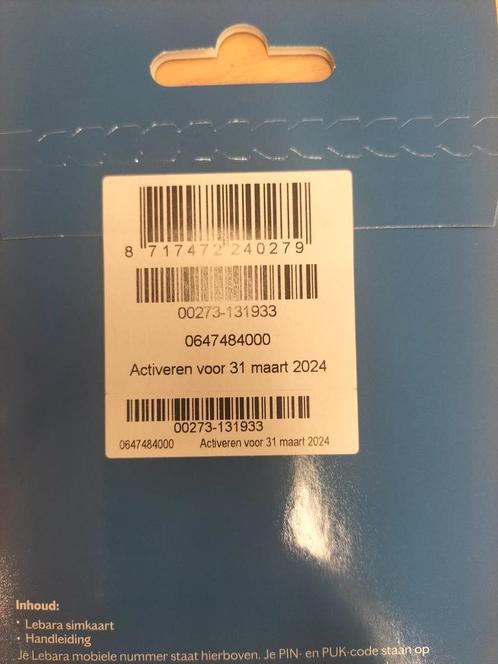 8 717472 240279
00273-131933
0647484000
Activeren voor 31 maart 2024
00273-131933
0647484000 Activeren voor 31 maart 2024
Inhoud:
• Lebara simkaart
• Handleiding
Je Lebara mobiele nummer staat hierboven. Je PIN- en PUK-code staan op